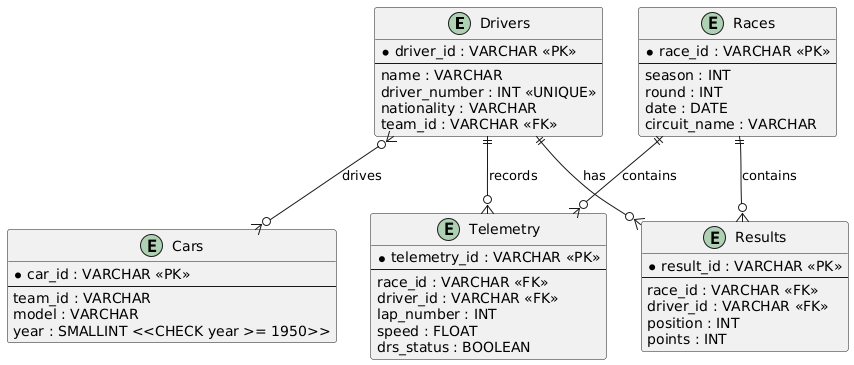 E Drivers
* driver_id : VARCHAR «PK»
name : VARCHAR
driver_number : INT «UNIQUE»
nationality : VARCHAR
team_id : VARCHAR «FK»
E Races
* race_id : VARCHAR «PK»
season : INT
round : INT
date : DATE
circuit_name : VARCHAR
drives
records
has
contains
contains
E Cars
* car_id : VARCHAR «PK»
team_id : VARCHAR
model : VARCHAR
year : SMALLINT <<CHECK year >= 1950>>
E Telemetry
* telemetry_id : VARCHAR «PK»
race_id : VARCHAR «FK»
driver_id : VARCHAR «FK»
lap_number : INT
speed : FLOAT
drs_status : BOOLEAN
E Results
* result_id : VARCHAR «PK»
race_id : VARCHAR «FK»
driver_id : VARCHAR «FK»
position : INT
points : INT